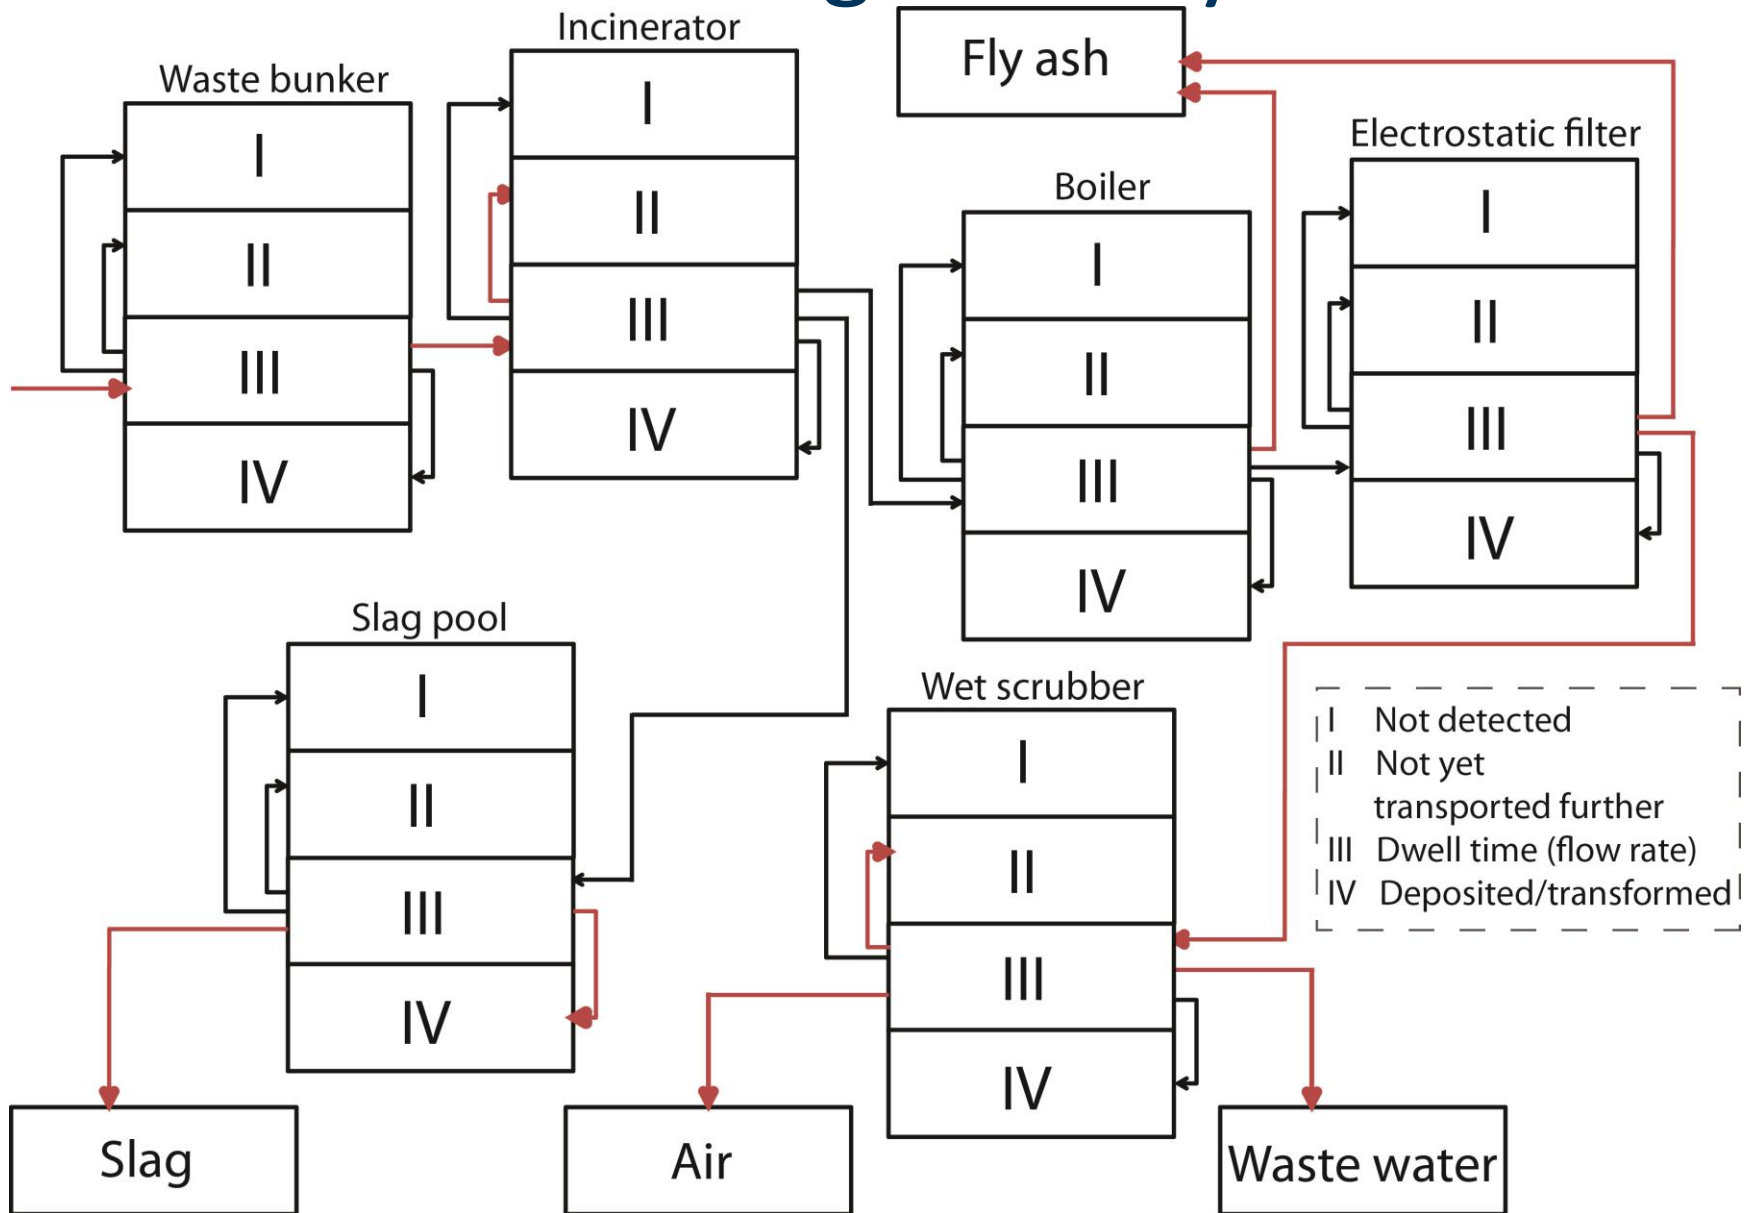 Incinerator
Waste bunker
Fly ash
Electrostatic filter
Boiler
I
II
III
IV
I
II
III
IV
I
II
III
IV
I
II
III
IV
Slag pool
I
II
III
IV
Wet scrubber
I
II
III
IV
I Not detected
II Not yet
transported further
III Dwell time (flow rate)
IV Deposited/transformed
Slag
Air
Waste water